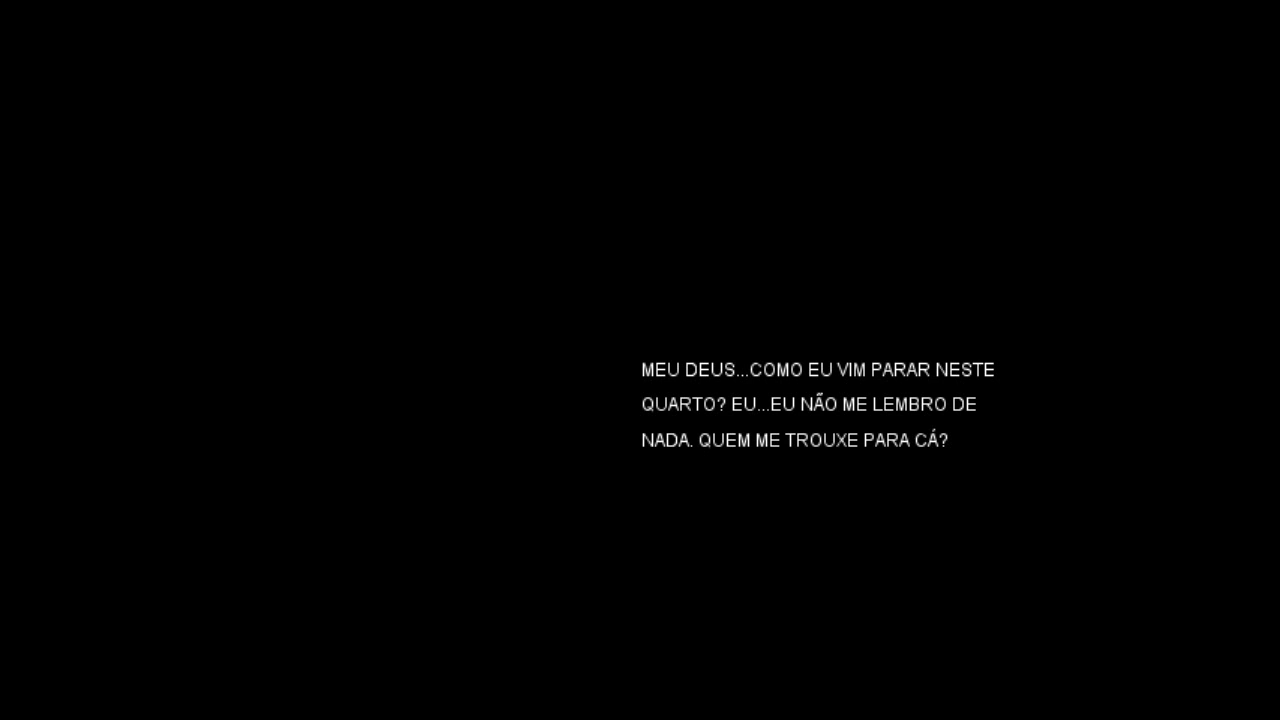 MEU DEUS...COMO EU VIM PARAR NESTE
QUARTO? EU...EU NÃO ME LEMBRO DE
NADA. QUEM ME TROUXE PARA CÁ?